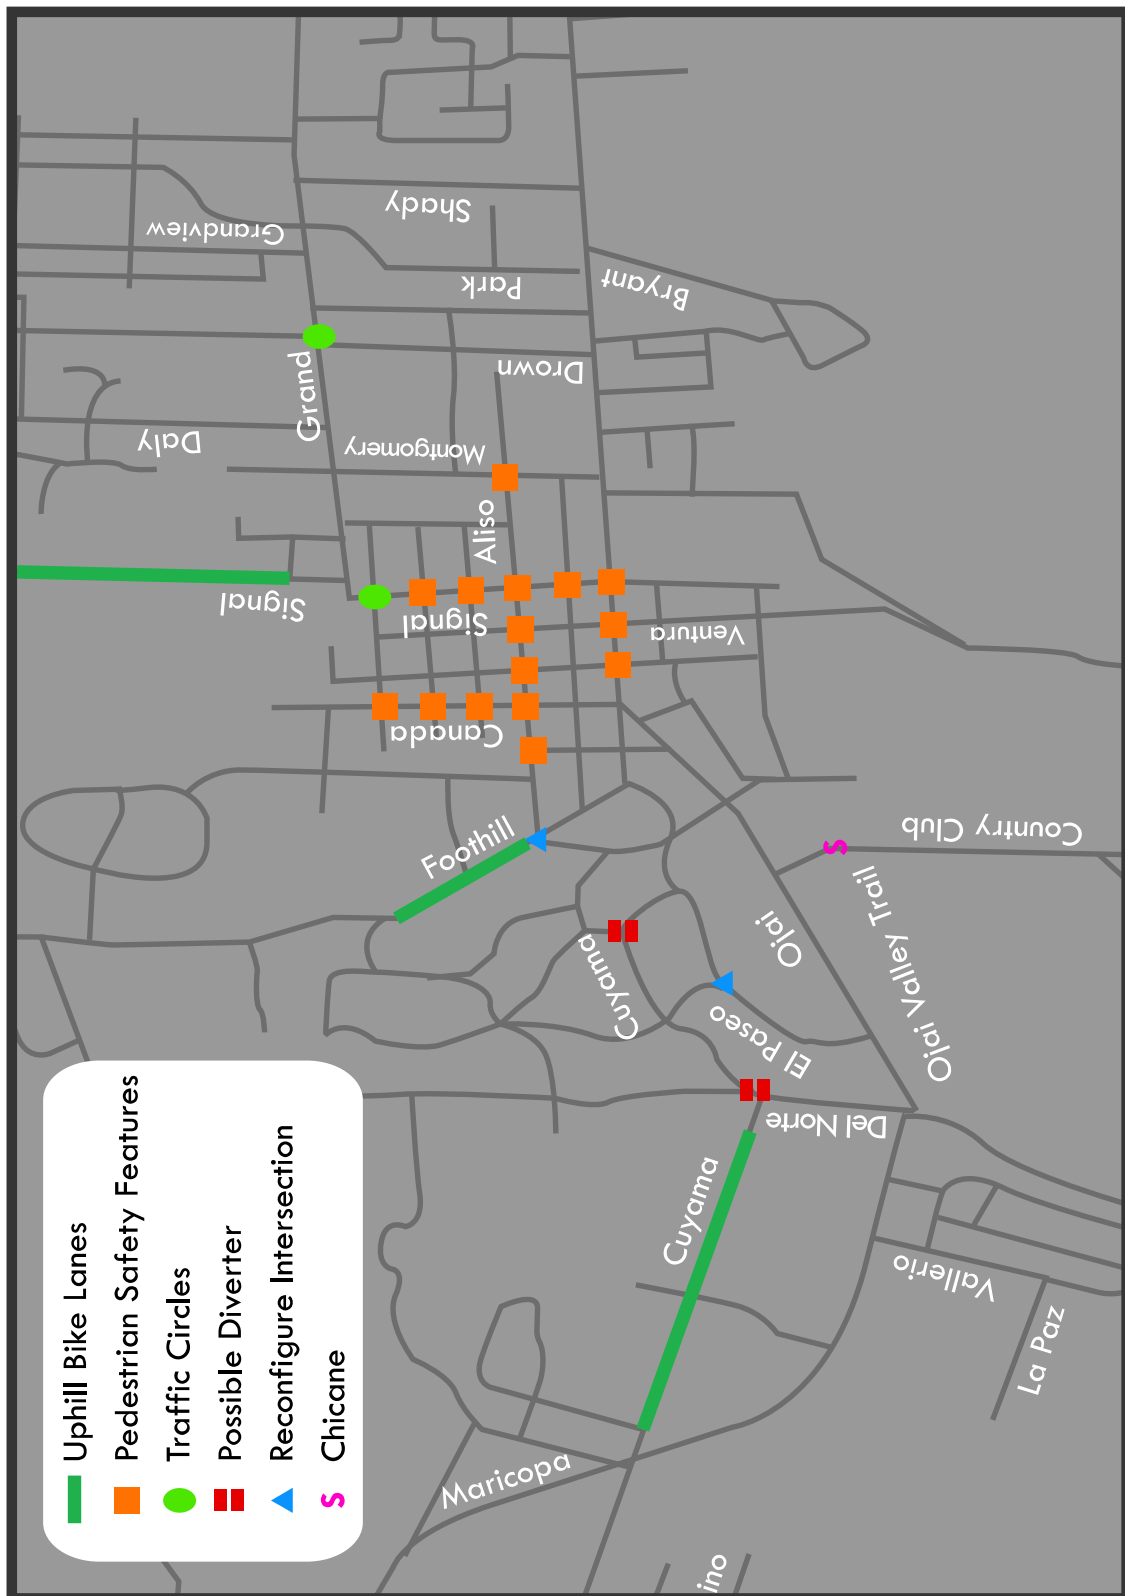 Uphill Bike Lanes
Pedestrian Safety Features
Traffic Circles
Possible Diverter
Reconfigure Intersection
Chicane
Shady
Grandview
Park
Bryant
Grand
Drown
Daly
Montgomery
Aliso
Signal
Signal
Ventura
Canada
Foothill
Country Club
Ojai Valley Trail
Ojai
Cuyama
El Paseo
Del Norte
Cuyama
Vallerio
La Paz
Maricopa
ino